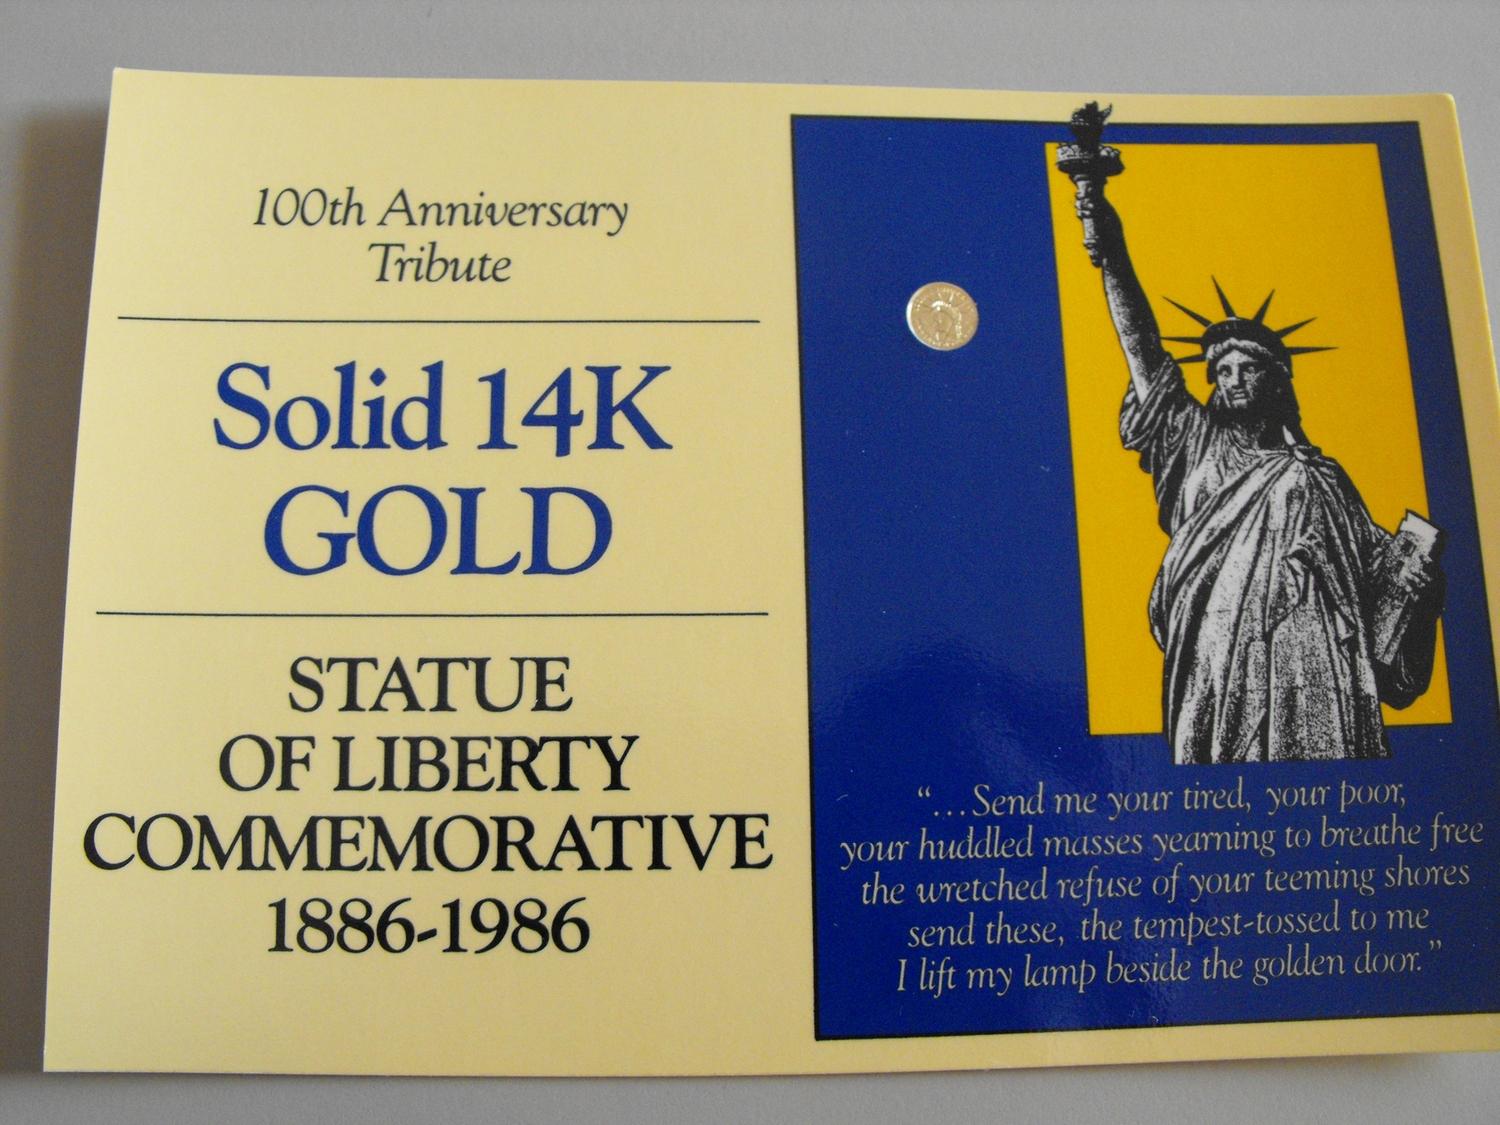 100th Anniversary
Tribute
Solid 14K
GOLD
STATUE
OF LIBERTY
COMMEMORATIVE
1886-1986
“...Send me your tired, your poor,
your huddled masses yearning to breathe free
the wretched refuse of your teeming shores
send these, the tempest-tossed to me
I lift my lamp beside the golden door.”